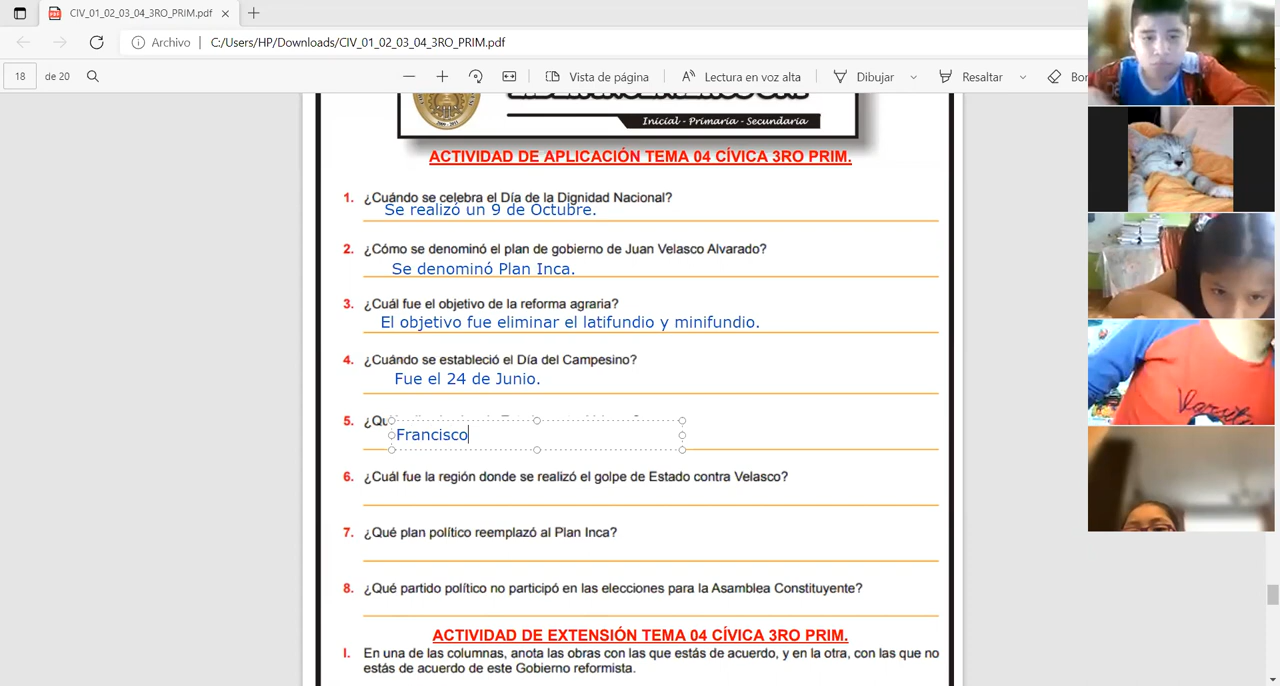 CIV_01_02_03_04_3RO_PRIM.pdf
Archivo C:/Users/HP/Downloads/CIV_01_02_03_04_3RO_PRIM.pdf
18 de 20 Vista de página Lectura en voz alta Dibujar Resaltar
Inicial - Primaria - Secundaria
ACTIVIDAD DE APLICACIÓN TEMA 04 CÍVICA 3RO PRIM.
1. ¿Cuándo se celebra el Día de la Dignidad Nacional?
Se realizó un 9 de Octubre.
2. ¿Cómo se denominó el plan de gobierno de Juan Velasco Alvarado?
Se denominó Plan Inca.
3. ¿Cuál fue el objetivo de la reforma agraria?
El objetivo fue eliminar el latifundio y minifundio.
4. ¿Cuándo se estableció el Día del Campesino?
Fue el 24 de Junio.
5.
Francisco
6. ¿Cuál fue la región donde se realizó el golpe de Estado contra Velasco?
7. ¿Qué plan político reemplazó al Plan Inca?
8. ¿Qué partido político no participó en las elecciones para la Asamblea Constituyente?
ACTIVIDAD DE EXTENSIÓN TEMA 04 CÍVICA 3RO PRIM.
I. En una de las columnas, anota las obras con las que estás de acuerdo, y en la otra, con las que no
estás de acuerdo de este Gobierno reformista.